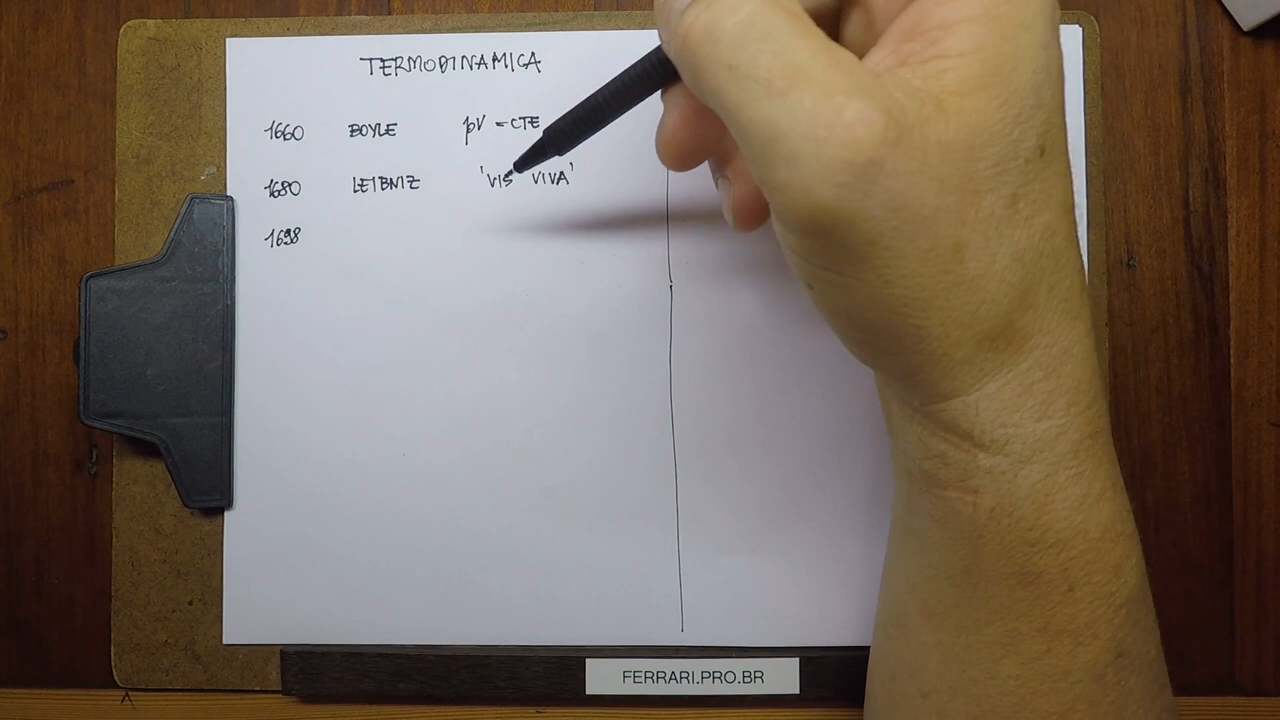 TERMODINAMICA
1660 BOYLE pV = CTE
1680 LEIBNIZ 'VIS VIVA'
1698
FERRARI.PRO.BR